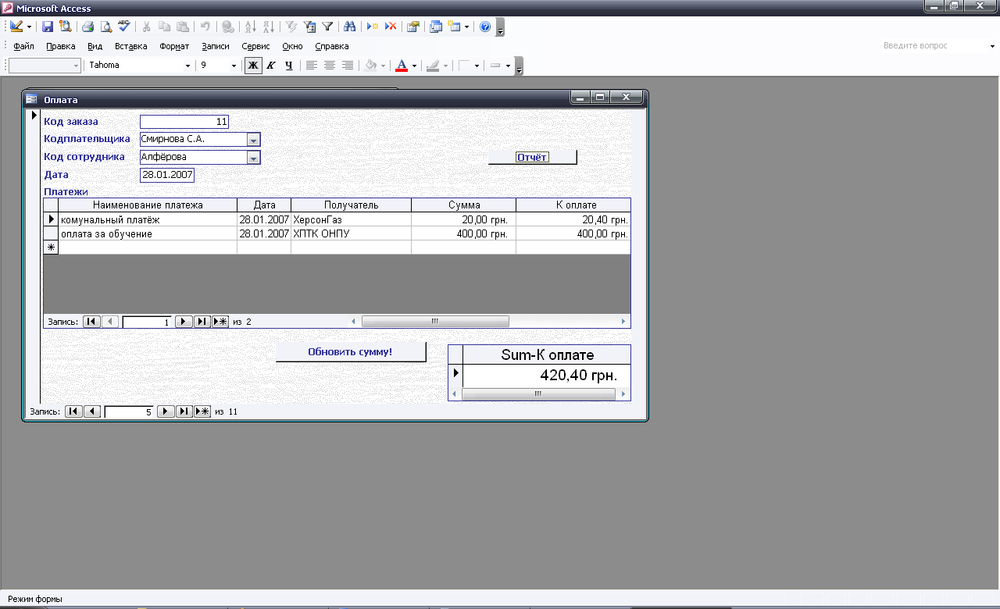 Microsoft Access
Файл Правка Вид Вставка Формат Записи Сервис Окно Справка Введите вопрос
Tahoma 9 Ж К Ч A
Оплата
Код заказа 11
Кодплательщика Смирнова С.А.
Код сотрудника Алфёрова Отчёт
Дата 28.01.2007
Платежи
Наименование платежа Дата Получатель Сумма К оплате
комунальный платёж 28.01.2007 ХерсонГаз 20,00 грн. 20,40 грн.
оплата за обучение 28.01.2007 ХПТК ОНПУ 400,00 грн. 400,00 грн.
Запись: 1 из 2
Обновить сумму! Sum-К оплате
420,40 грн.
Запись: 5 из 11
Режим формы